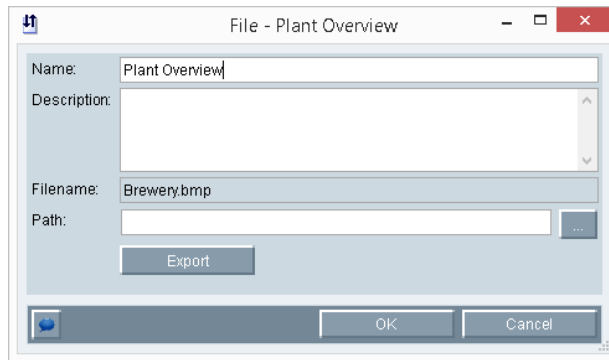 File - Plant Overview
Name: Plant Overview
Description:
Filename: Brewery.bmp
Path: ...
Export
OK Cancel